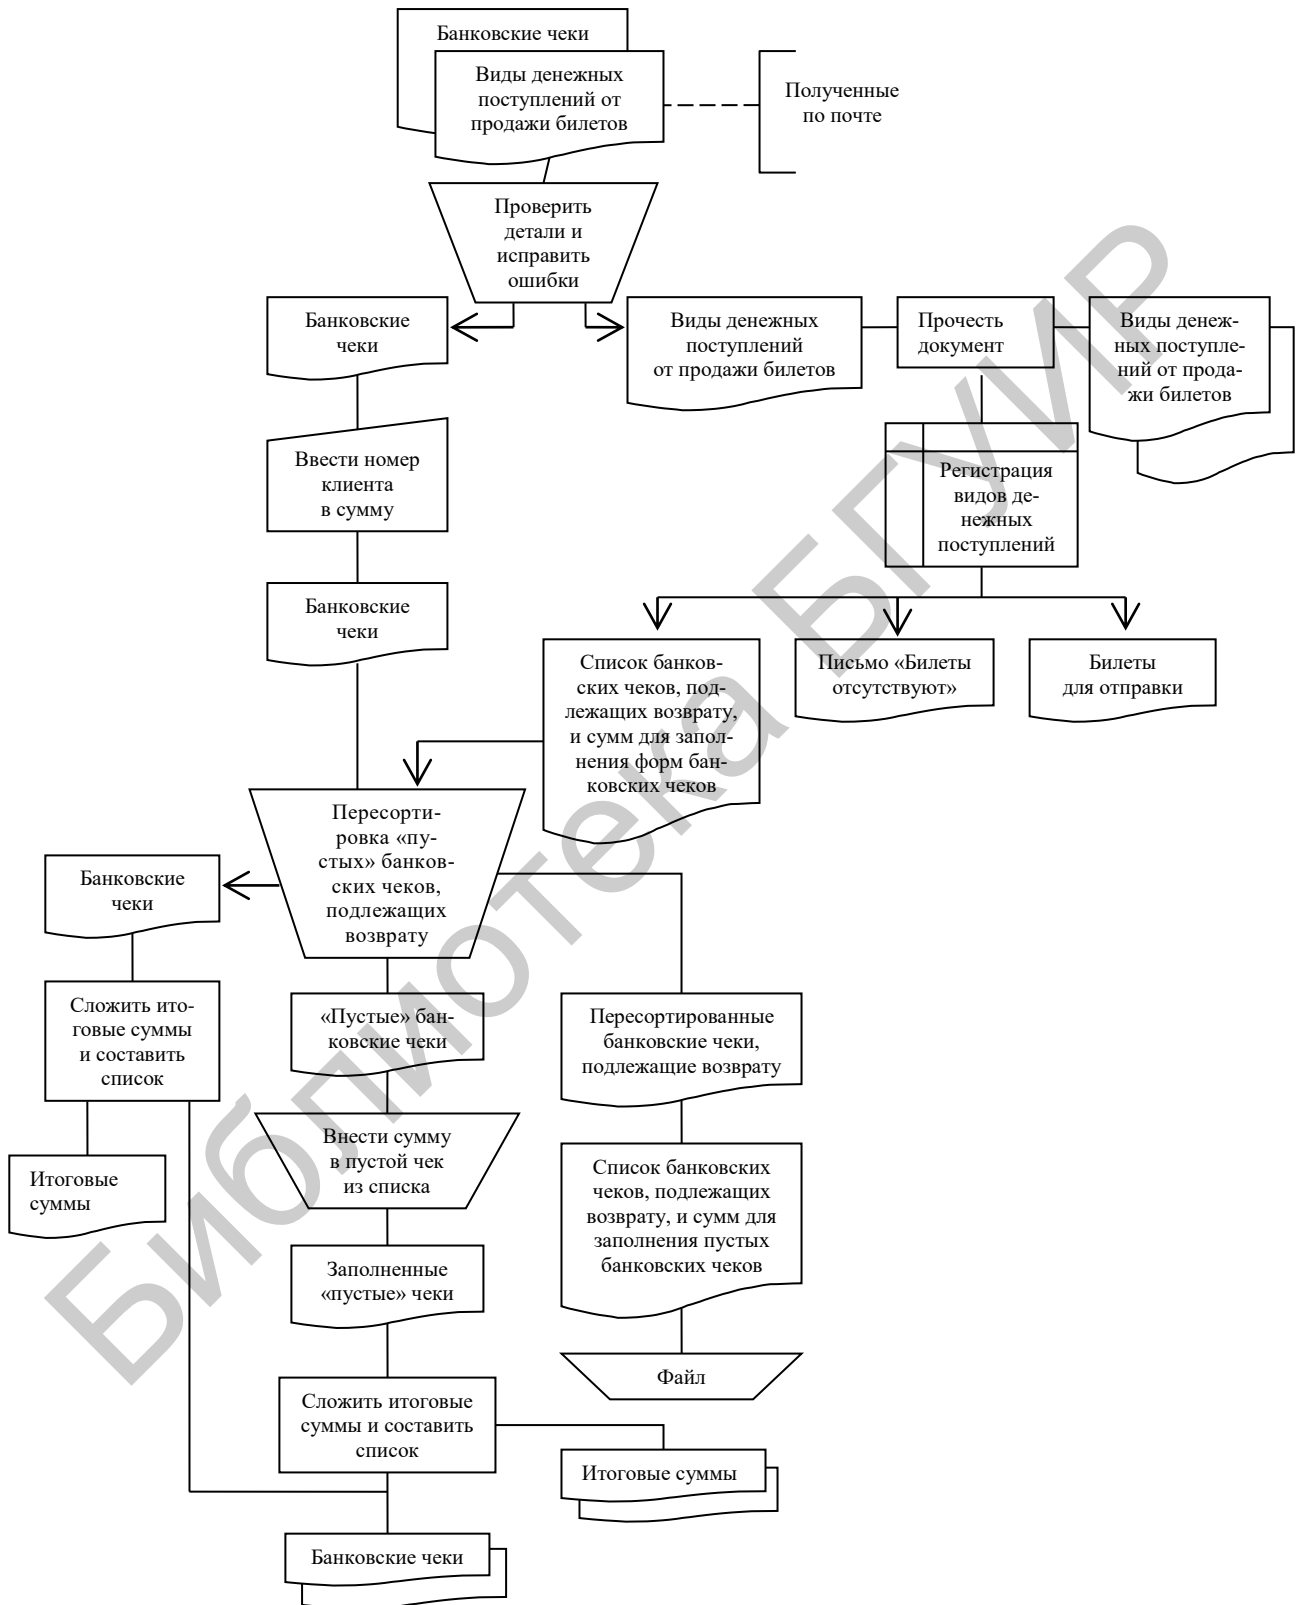 Банковские чеки
Виды денежных
поступлений от
продажи билетов
Полученные
по почте
Проверить
детали и
исправить
ошибки
Банковские
чеки
Виды денежных
поступлений
от продажи билетов
Прочесть
документ
Виды денеж-
ных поступле-
ний от прода-
жи билетов
Ввести номер
клиента
в сумму
Регистрация
видов де-
нежных
поступлений
Банковские
чеки
Список банков-
ских чеков, под-
лежащих возврату,
и сумм для запол-
нения форм бан-
ковских чеков
Письмо «Билеты
отсутствуют»
Билеты
для отправки
Пересорти-
ровка «пу-
стых» банков-
ских чеков,
подлежащих
возврату
Банковские
чеки
Сложить ито-
говые суммы
и составить
список
«Пустые» бан-
ковские чеки
Пересортированные
банковские чеки,
подлежащие возврату
Внести сумму
в пустой чек
из списка
Итоговые
суммы
Список банковских
чеков, подлежащих
возврату, и сумм для
заполнения пустых
банковских чеков
Заполненные
«пустые» чеки
Файл
Сложить итоговые
суммы и составить
список
Итоговые суммы
Банковские чеки
Библиотека БГУИР